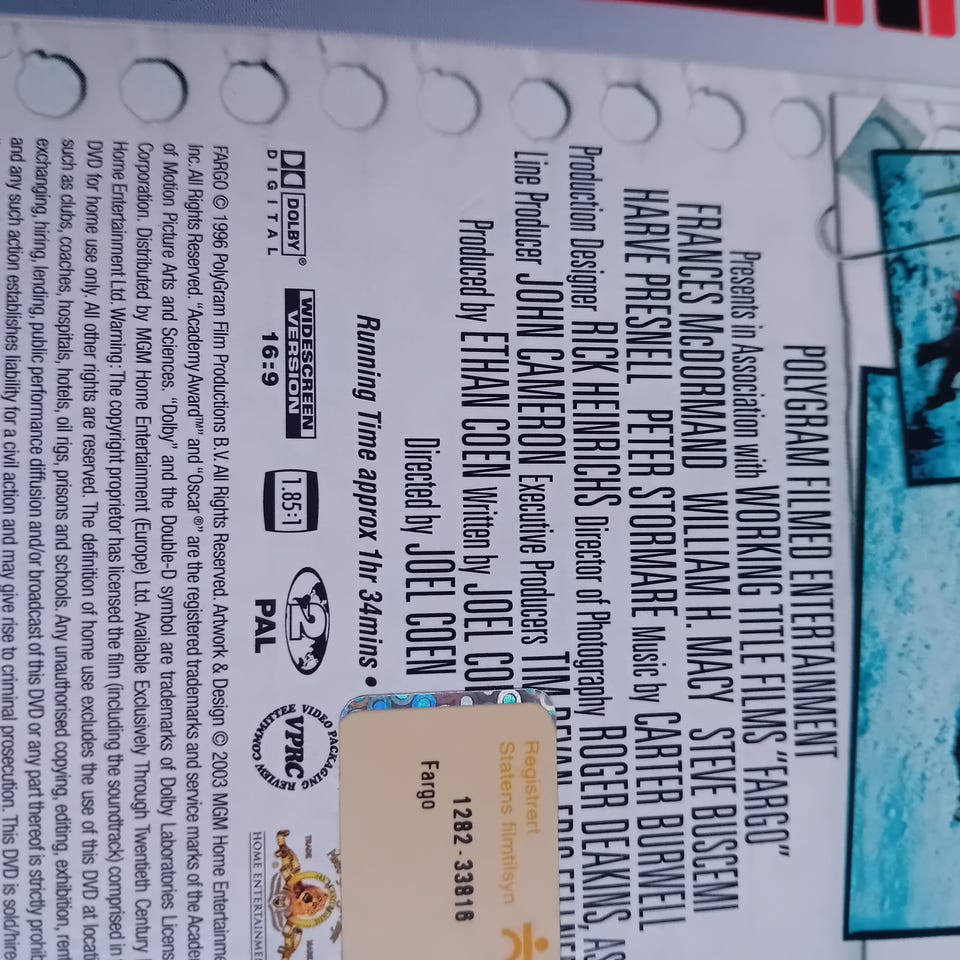 POLYGRAM FILMED ENTERTAINMENT
Presents in Association with WORKING TITLE FILMS "FARGO"
FRANCES McDORMAND WILLIAM H. MACY STEVE BUSCEMI
HARVE PRESNELL PETER STORMARE Music by CARTER BURWELL
Production Designer RICK HENRICHS Director of Photography ROGER DEAKINS,
Line Producer JOHN CAMERON Executive Producers TIM BEVAN, ERIC
Produced by ETHAN COEN Written by JOEL
Directed by JOEL COEN
Running Time approx 1hr 34mins •
Registrert
Statens filmtilsyn
1282-33816
Fargo
DOLBY®
DIGITAL
WIDESCREEN
VERSION
16:9
1.85:1
2
PAL
VIDEO PACKAGING REVIEW COMMITTEE
VPRC
TRADE
HOME
FARGO © 1996 PolyGram Film Productions B.V. All Rights Reserved. Artwork & Design © 2003 MGM Home
Inc. All Rights Reserved. "Academy Award™" and "Oscar®" are the registered trademarks and service marks of the
of Motion Picture Arts and Sciences. "Dolby" and the Double-D symbol are trademarks of Dolby Laboratories
Corporation. Distributed by MGM Home Entertainment (Europe) Ltd. Available Exclusively Through Twentieth Century
Home Entertainment Ltd. Warning: The copyright proprietor has licensed the film (including the soundtrack) comprised in
DVD for home use only. All other rights are reserved. The definition of home use excludes the use of this DVD at
such as clubs, coaches, hospitals, hotels, oil rigs, prisons and schools. Any unauthorised copying, editing, exhibition,
exchanging, hiring, lending, public performance diffusion and/or broadcast of this DVD or any part thereof is strictly
and any such action establishes liability for a civil action and may give rise to criminal prosecution. This DVD is sold/hire